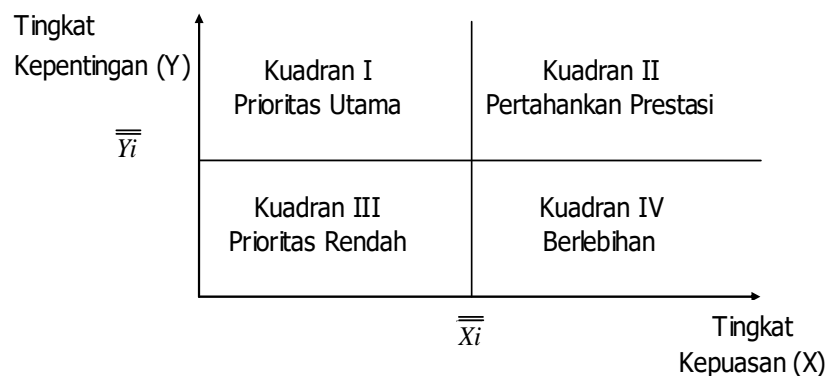 Tingkat
Kepentingan (Y)
Kuadran I
Prioritas Utama
Kuadran II
Pertahankan Prestasi
Yi
Kuadran III
Prioritas Rendah
Kuadran IV
Berlebihan
Xi
Tingkat
Kepuasan (X)